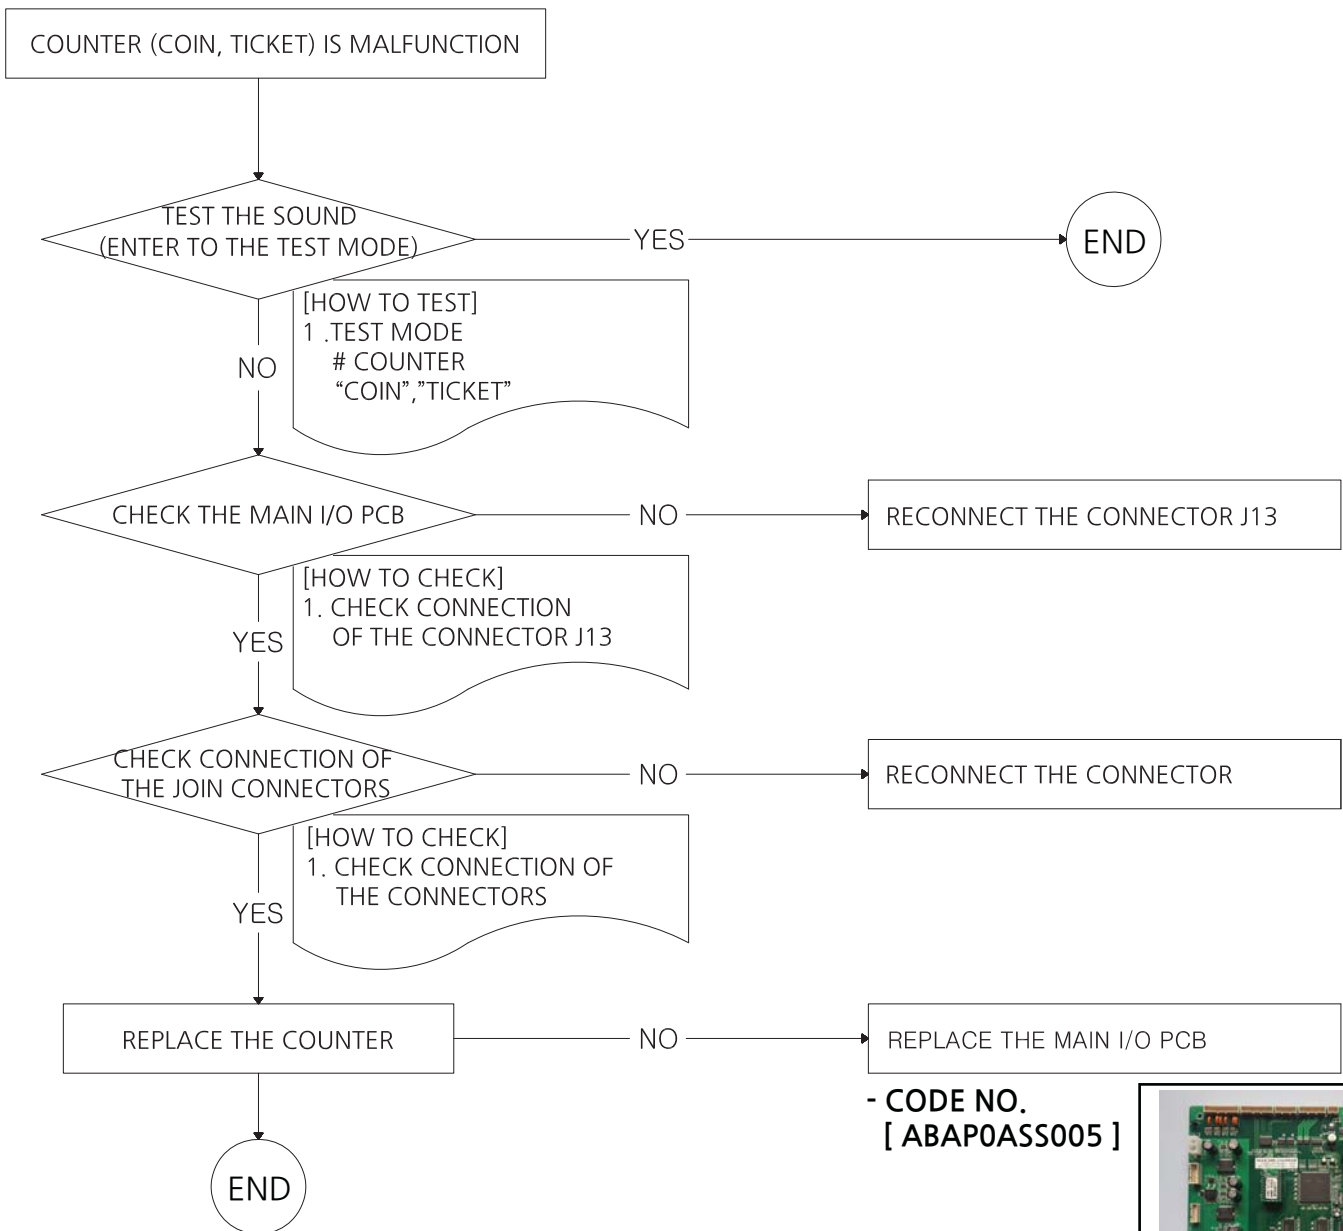 COUNTER (COIN, TICKET) IS MALFUNCTION
TEST THE SOUND
(ENTER TO THE TEST MODE)
YES
END
[HOW TO TEST]
1 .TEST MODE
# COUNTER
“COIN”,”TICKET”
NO
CHECK THE MAIN I/O PCB
NO
RECONNECT THE CONNECTOR J13
[HOW TO CHECK]
1. CHECK CONNECTION
OF THE CONNECTOR J13
YES
CHECK CONNECTION OF
THE JOIN CONNECTORS
NO
RECONNECT THE CONNECTOR
[HOW TO CHECK]
1. CHECK CONNECTION OF
THE CONNECTORS
YES
REPLACE THE COUNTER
NO
REPLACE THE MAIN I/O PCB
- CODE NO.
[ ABAP0ASS005 ]
END